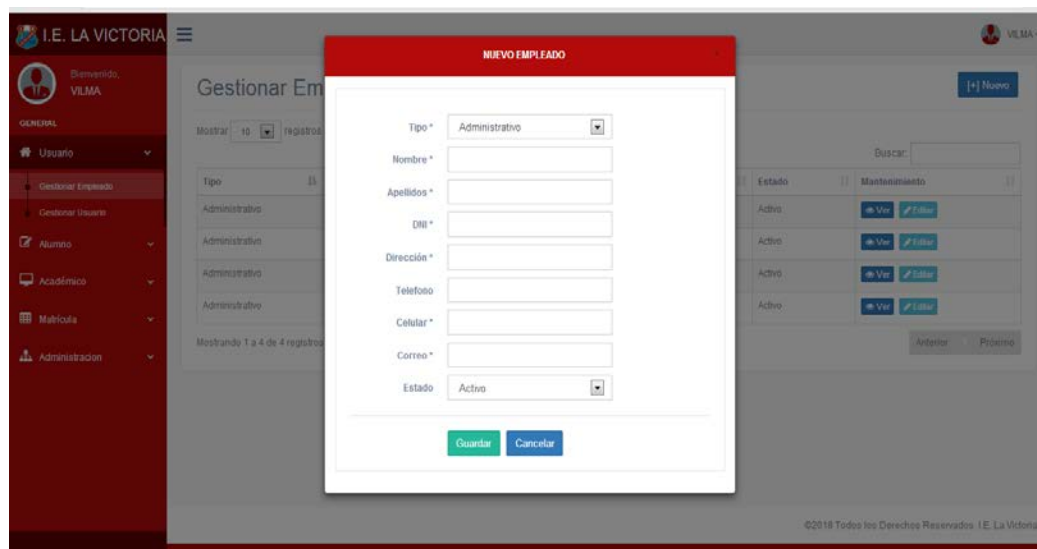 I.E. LA VICTORIA
VILMA
Bienvenido,
VILMA
GENERAL
Usuario
Gestionar Empleado
Gestionar Usuario
Alumno
Académico
Matrícula
Administracion
Gestionar Em
[+] Nuevo
Mostrar 10 registros
Buscar:
Tipo Estado Mantenimiento
Administrativo Activo Ver Editar
Administrativo Activo Ver Editar
Administrativo Activo Ver Editar
Administrativo Activo Ver Editar
Mostrando 1 a 4 de 4 registros
Anterior Próximo
NUEVO EMPLEADO
Tipo * Administrativo
Nombre *
Apellidos *
DNI *
Dirección *
Telefono
Celular *
Correo *
Estado Activo
Guardar Cancelar
©2018 Todos los Derechos Reservados I.E. La Victoria